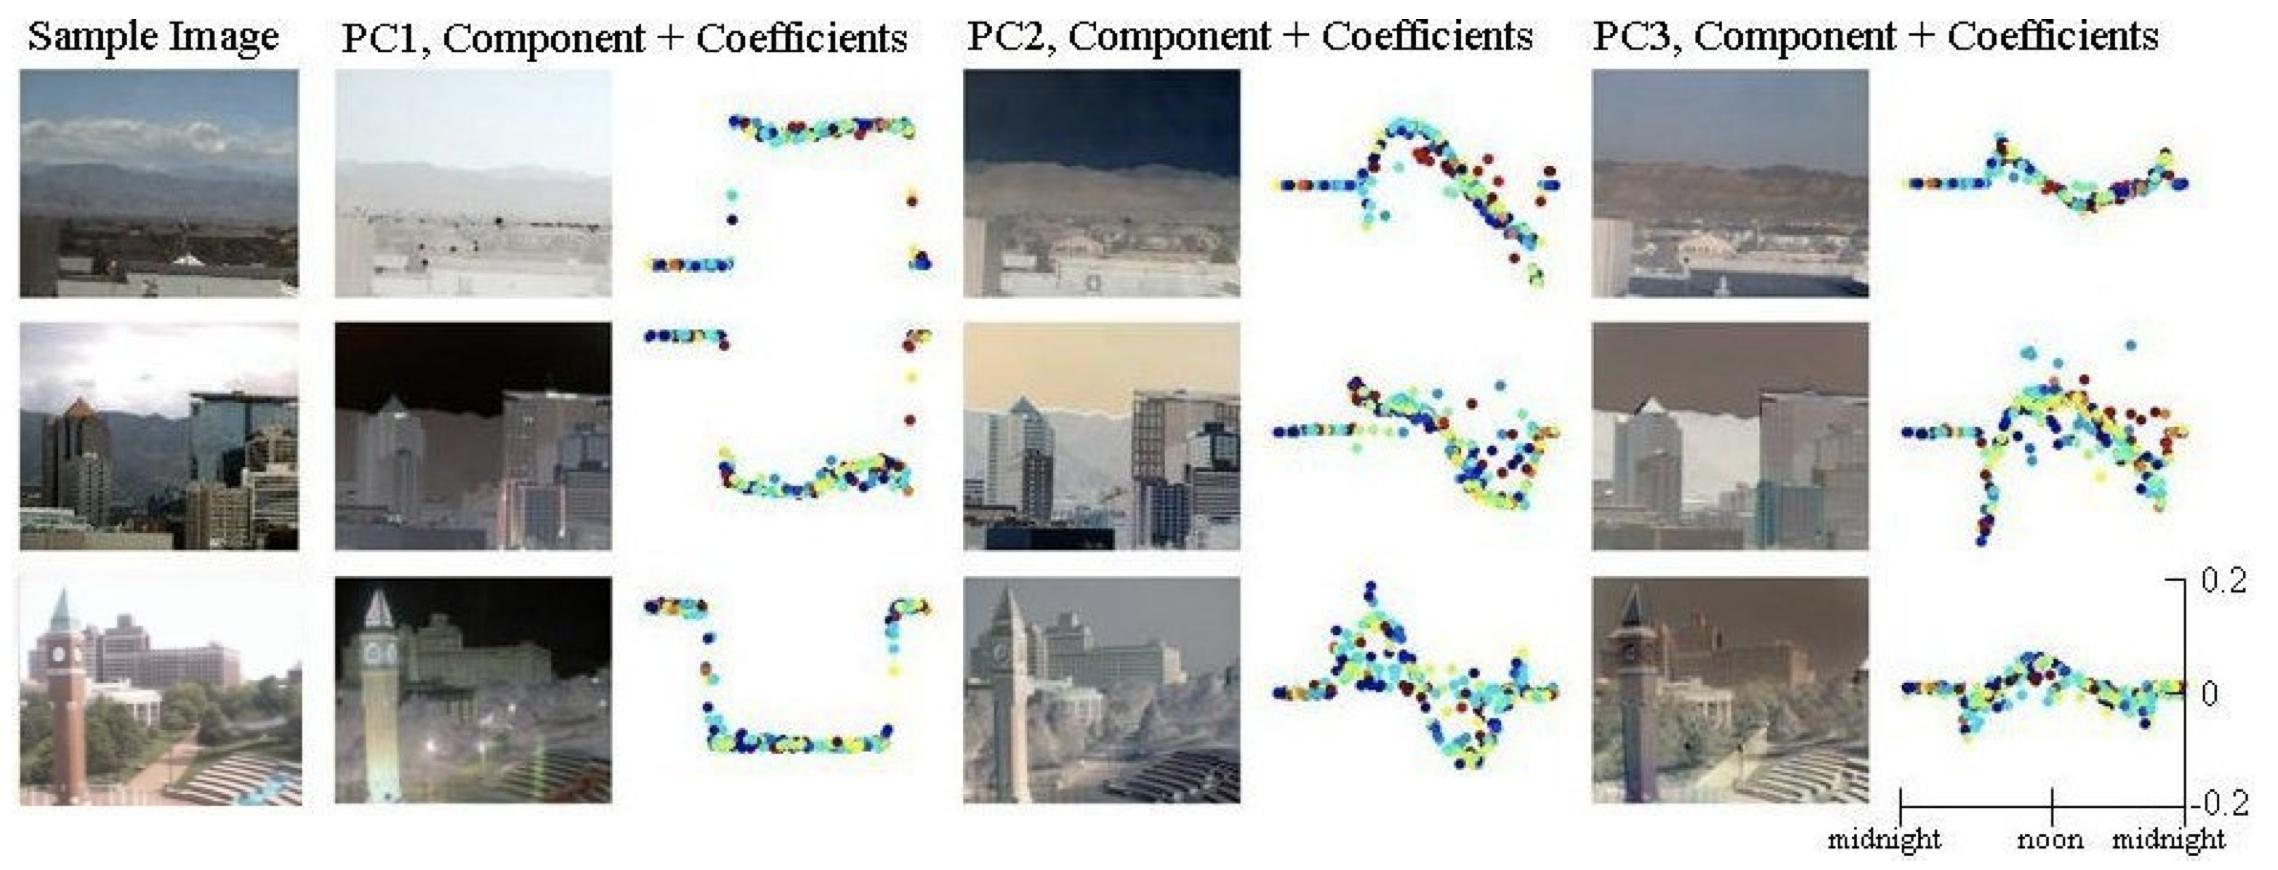 Sample Image
PC1, Component + Coefficients
PC2, Component + Coefficients
PC3, Component + Coefficients
0.2
0
-0.2
midnight
noon
midnight